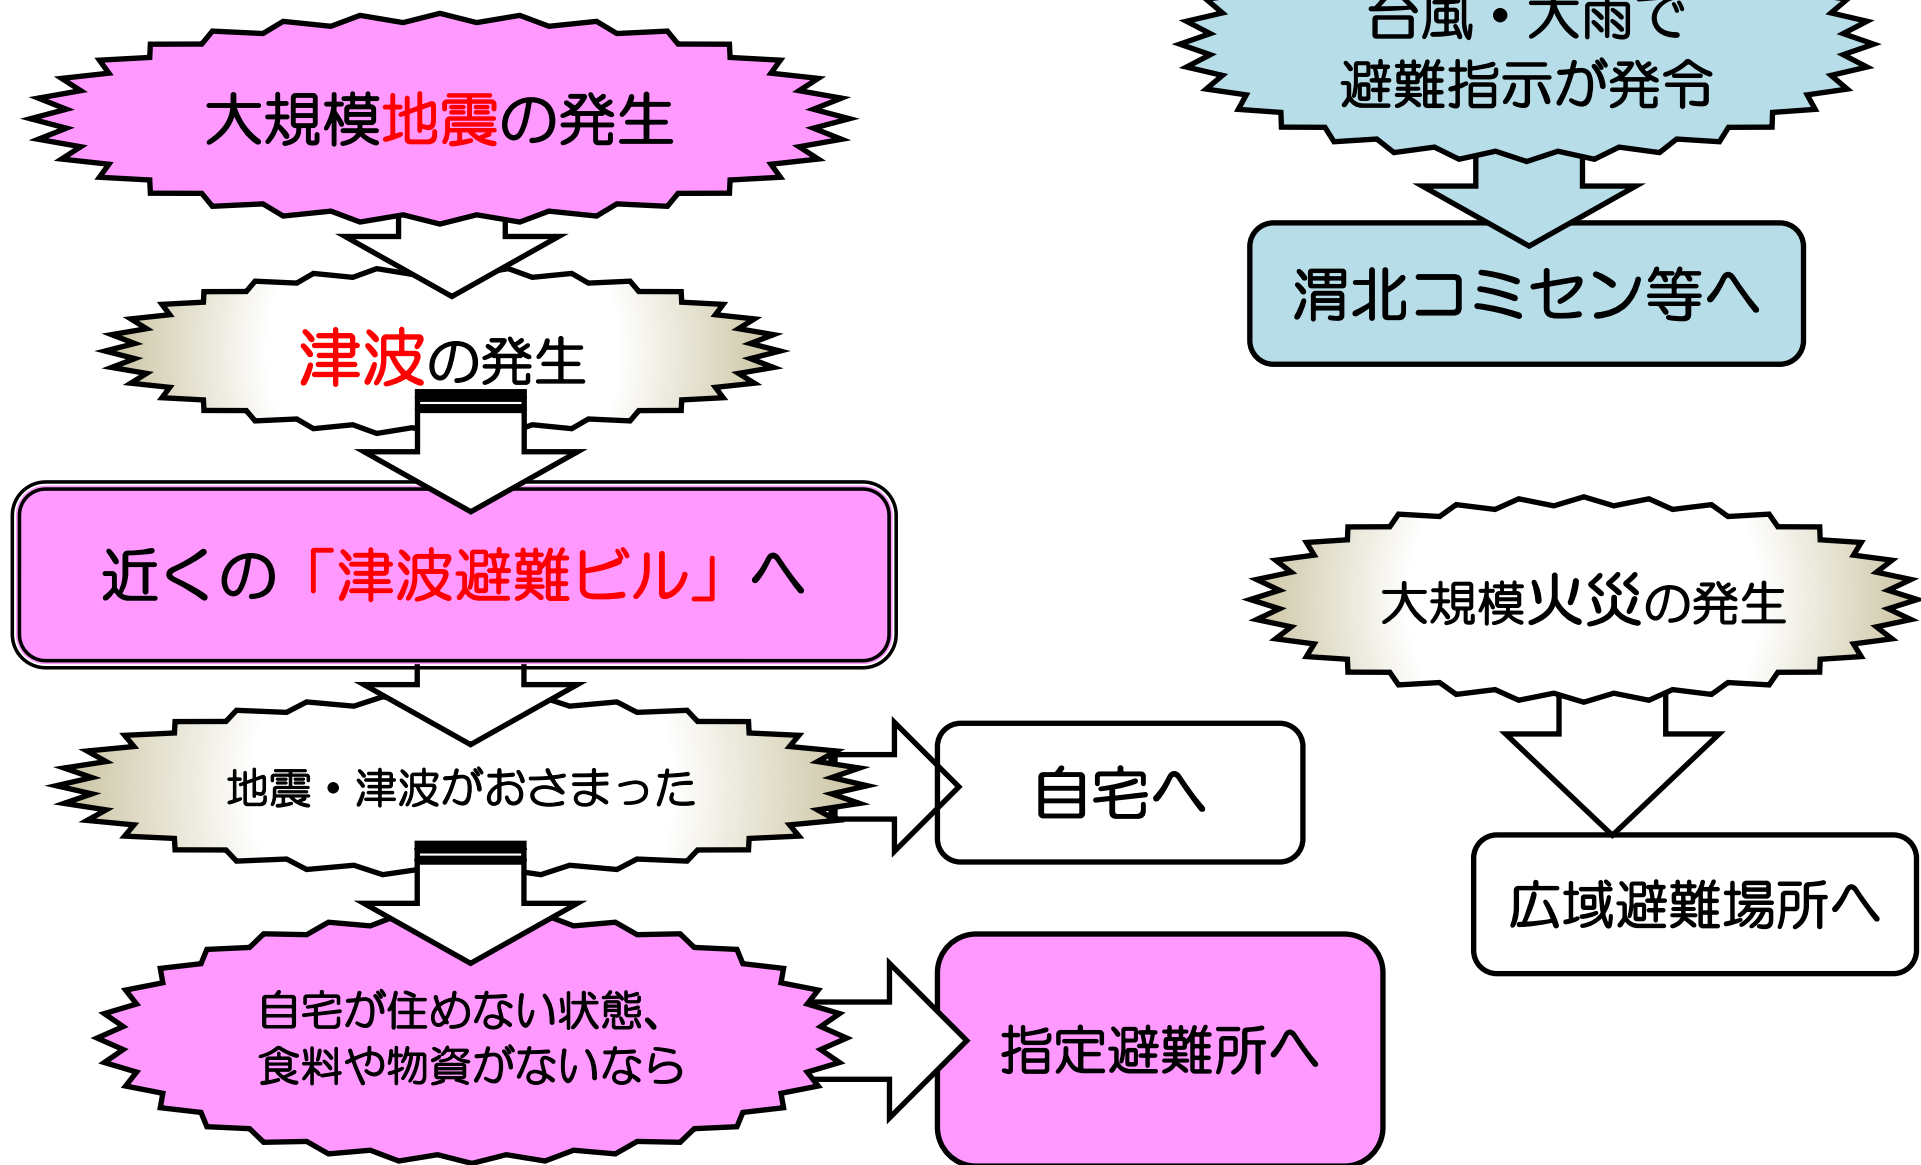 大規模地震の発生
津波の発生
近くの「津波避難ビル」へ
地震・津波がおさまった
自宅へ
自宅が住めない状態、
食料や物資がないなら
指定避難所へ
台風・大雨で
避難指示が発令
渭北コミセン等へ
大規模火災の発生
広域避難場所へ